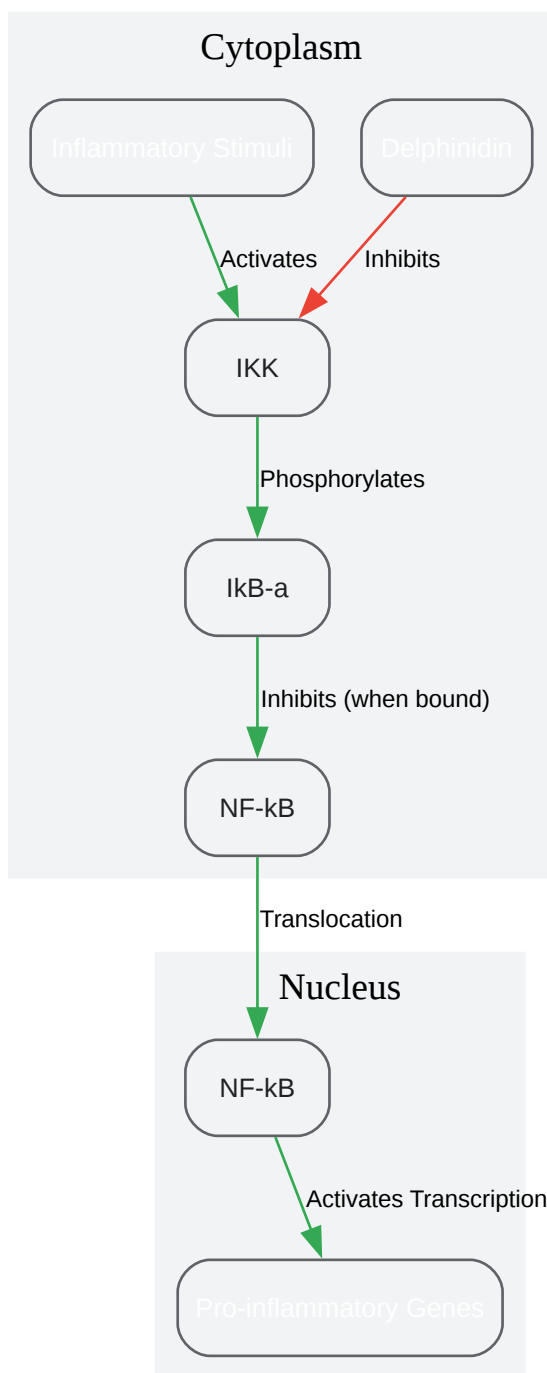 Cytoplasm
Inflammatory Stimuli
Delphinidin
Activates
Inhibits
IKK
Phosphorylates
IkB-a
Inhibits (when bound)
NF-kB
Translocation
Nucleus
NF-kB
Activates Transcription
Pro-inflammatory Genes